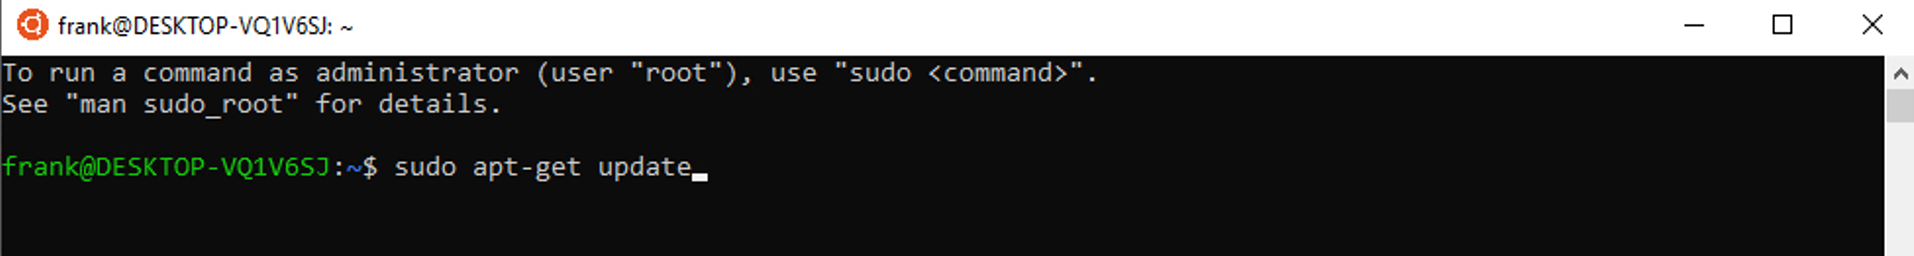 frank@DESKTOP-VQ1V6SJ: ~
To run a command as administrator (user "root"), use "sudo <command>".
See "man sudo_root" for details.
frank@DESKTOP-VQ1V6SJ:~$ sudo apt-get update